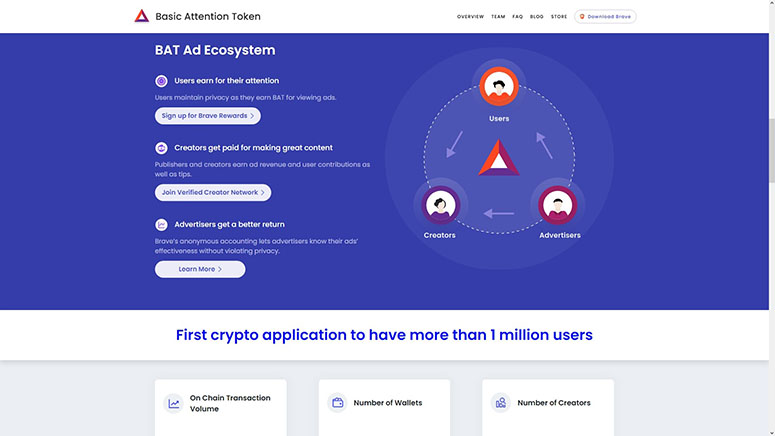 Basic Attention Token
OVERVIEW TEAM FAQ BLOG STORE Download Brave
BAT Ad Ecosystem
Users earn for their attention
Users maintain privacy as they earn BAT for viewing ads.
Sign up for Brave Rewards
Creators get paid for making great content
Publishers and creators earn ad revenue and user contributions as
well as tips.
Join Verified Creator Network
Advertisers get a better return
Brave's anonymous accounting lets advertisers know their ads'
effectiveness without violating privacy.
Learn More
Users
Creators
Advertisers
First crypto application to have more than 1 million users
On Chain Transaction
Volume
Number of Wallets
Number of Creators